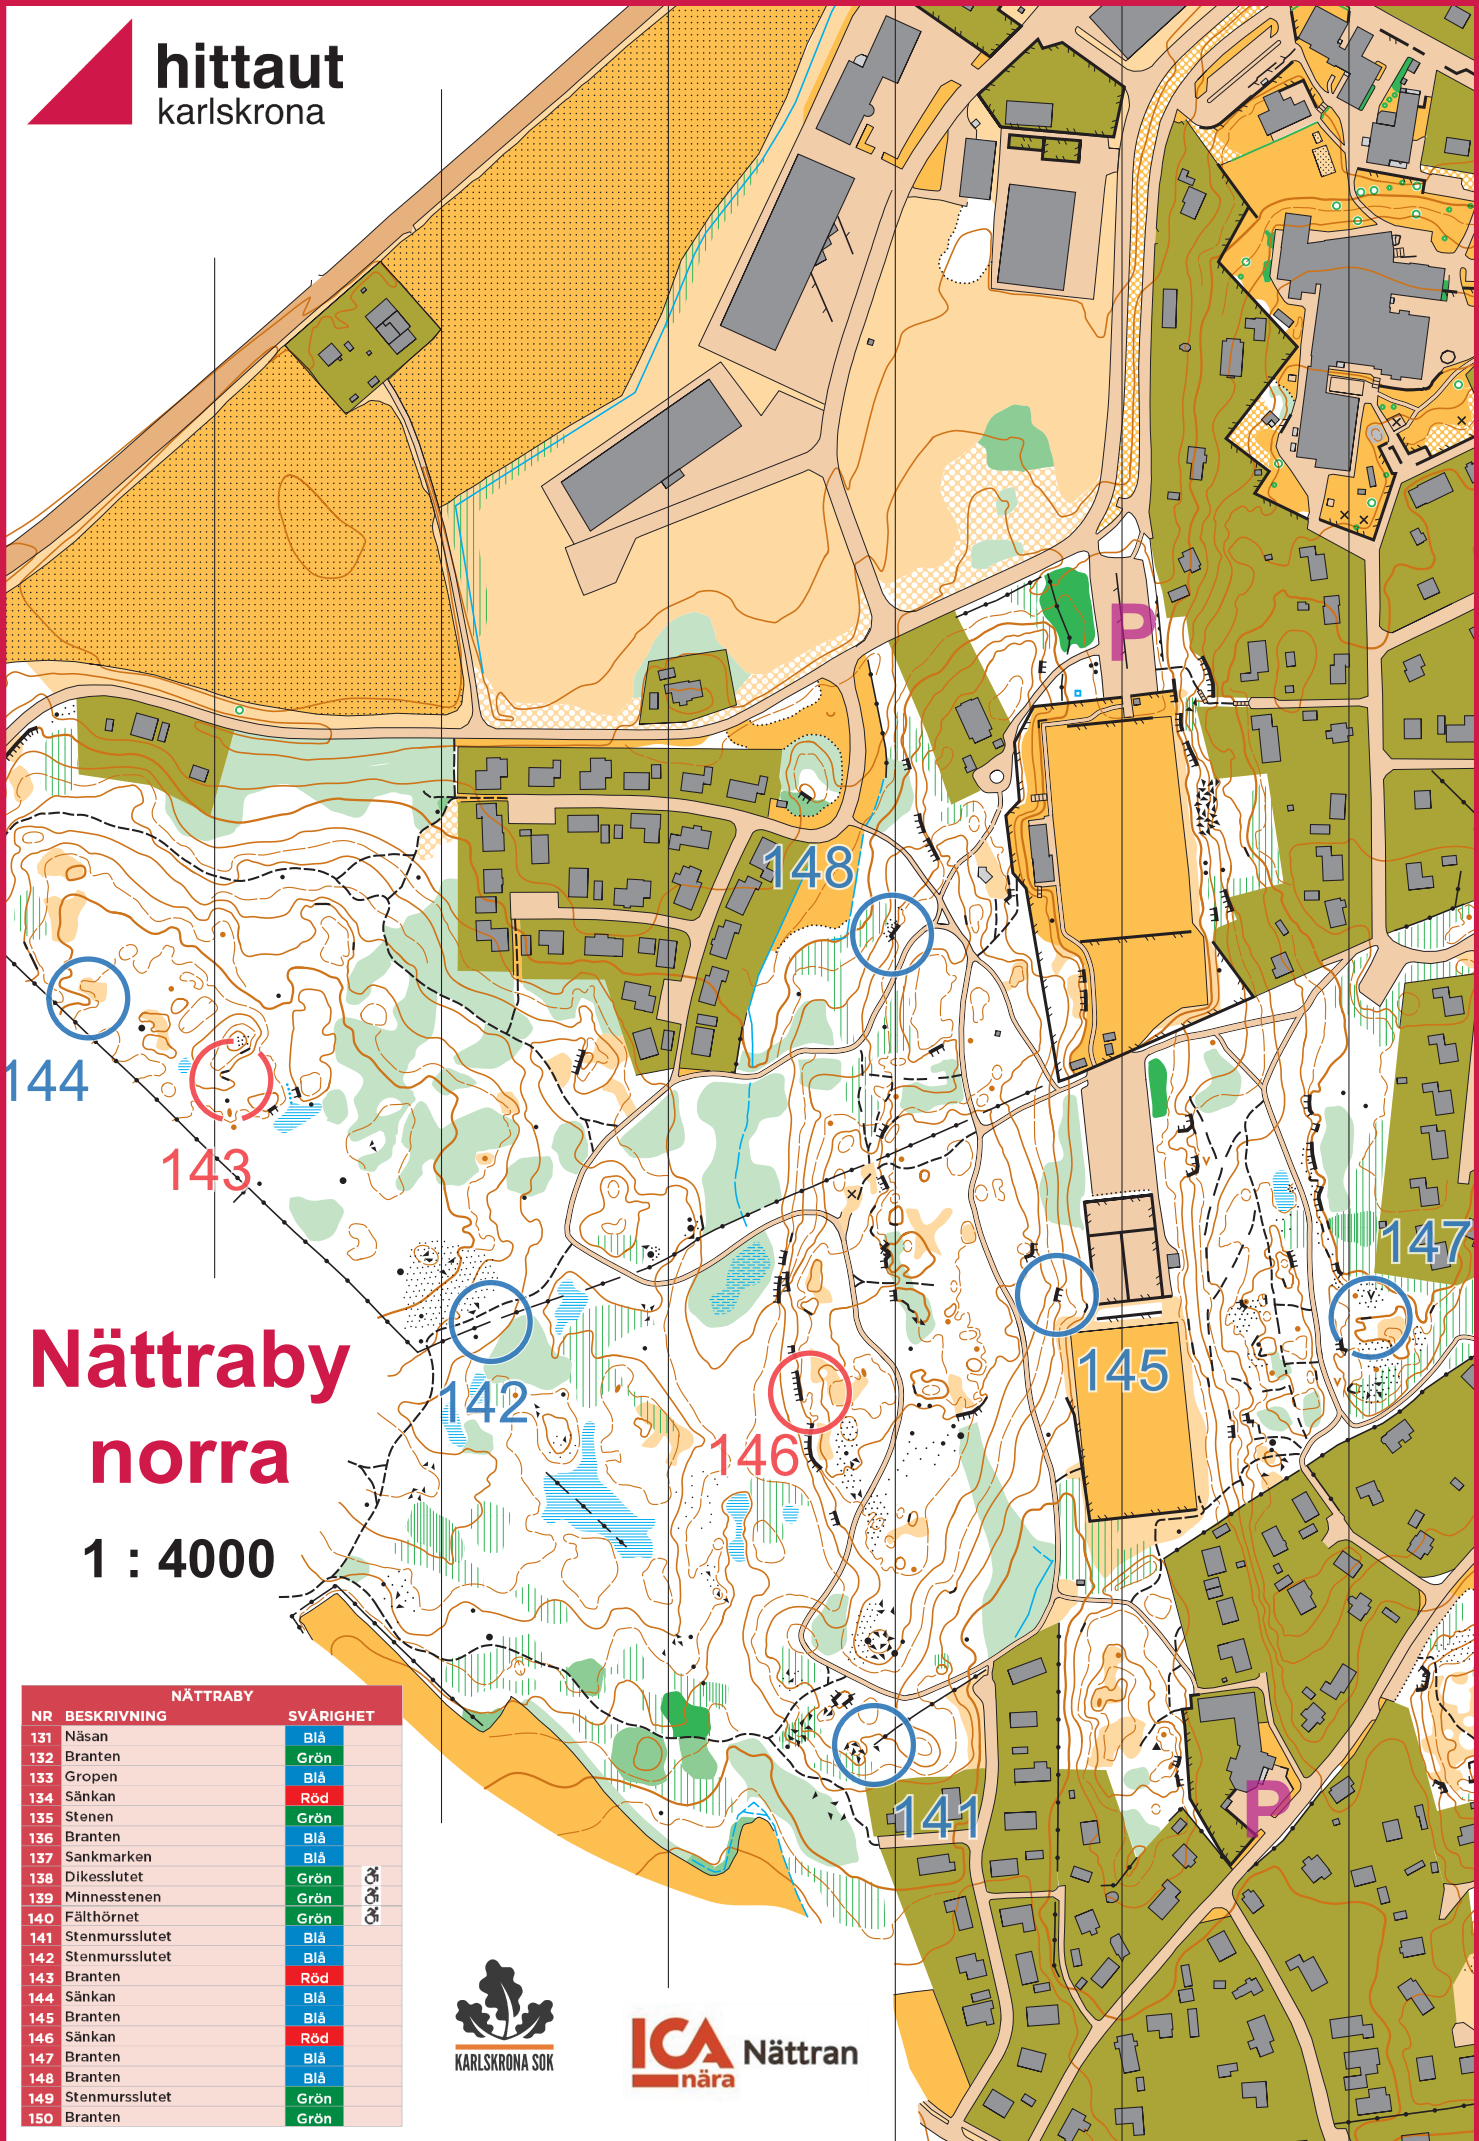 hittaut
karlskrona
P
148
144
143
147
145
142
146
Nättraby
norra
1 : 4000
141
P
NÄTTRABY
NR BESKRIVNING SVÅRIGHET
131 Näsan Blå
132 Branten Grön
133 Gropen Blå
134 Sänkan Röd
135 Stenen Grön
136 Branten Blå
137 Sankmarken Blå
138 Dikesslutet Grön
139 Minnesstenen Grön
140 Fälthörnet Grön
141 Stenmursslutet Blå
142 Stenmursslutet Blå
143 Branten Röd
144 Sänkan Blå
145 Branten Blå
146 Sänkan Röd
147 Branten Blå
148 Branten Blå
149 Stenmursslutet Grön
150 Branten Grön
KARLSKRONA SOK
ICA Nättran
nära